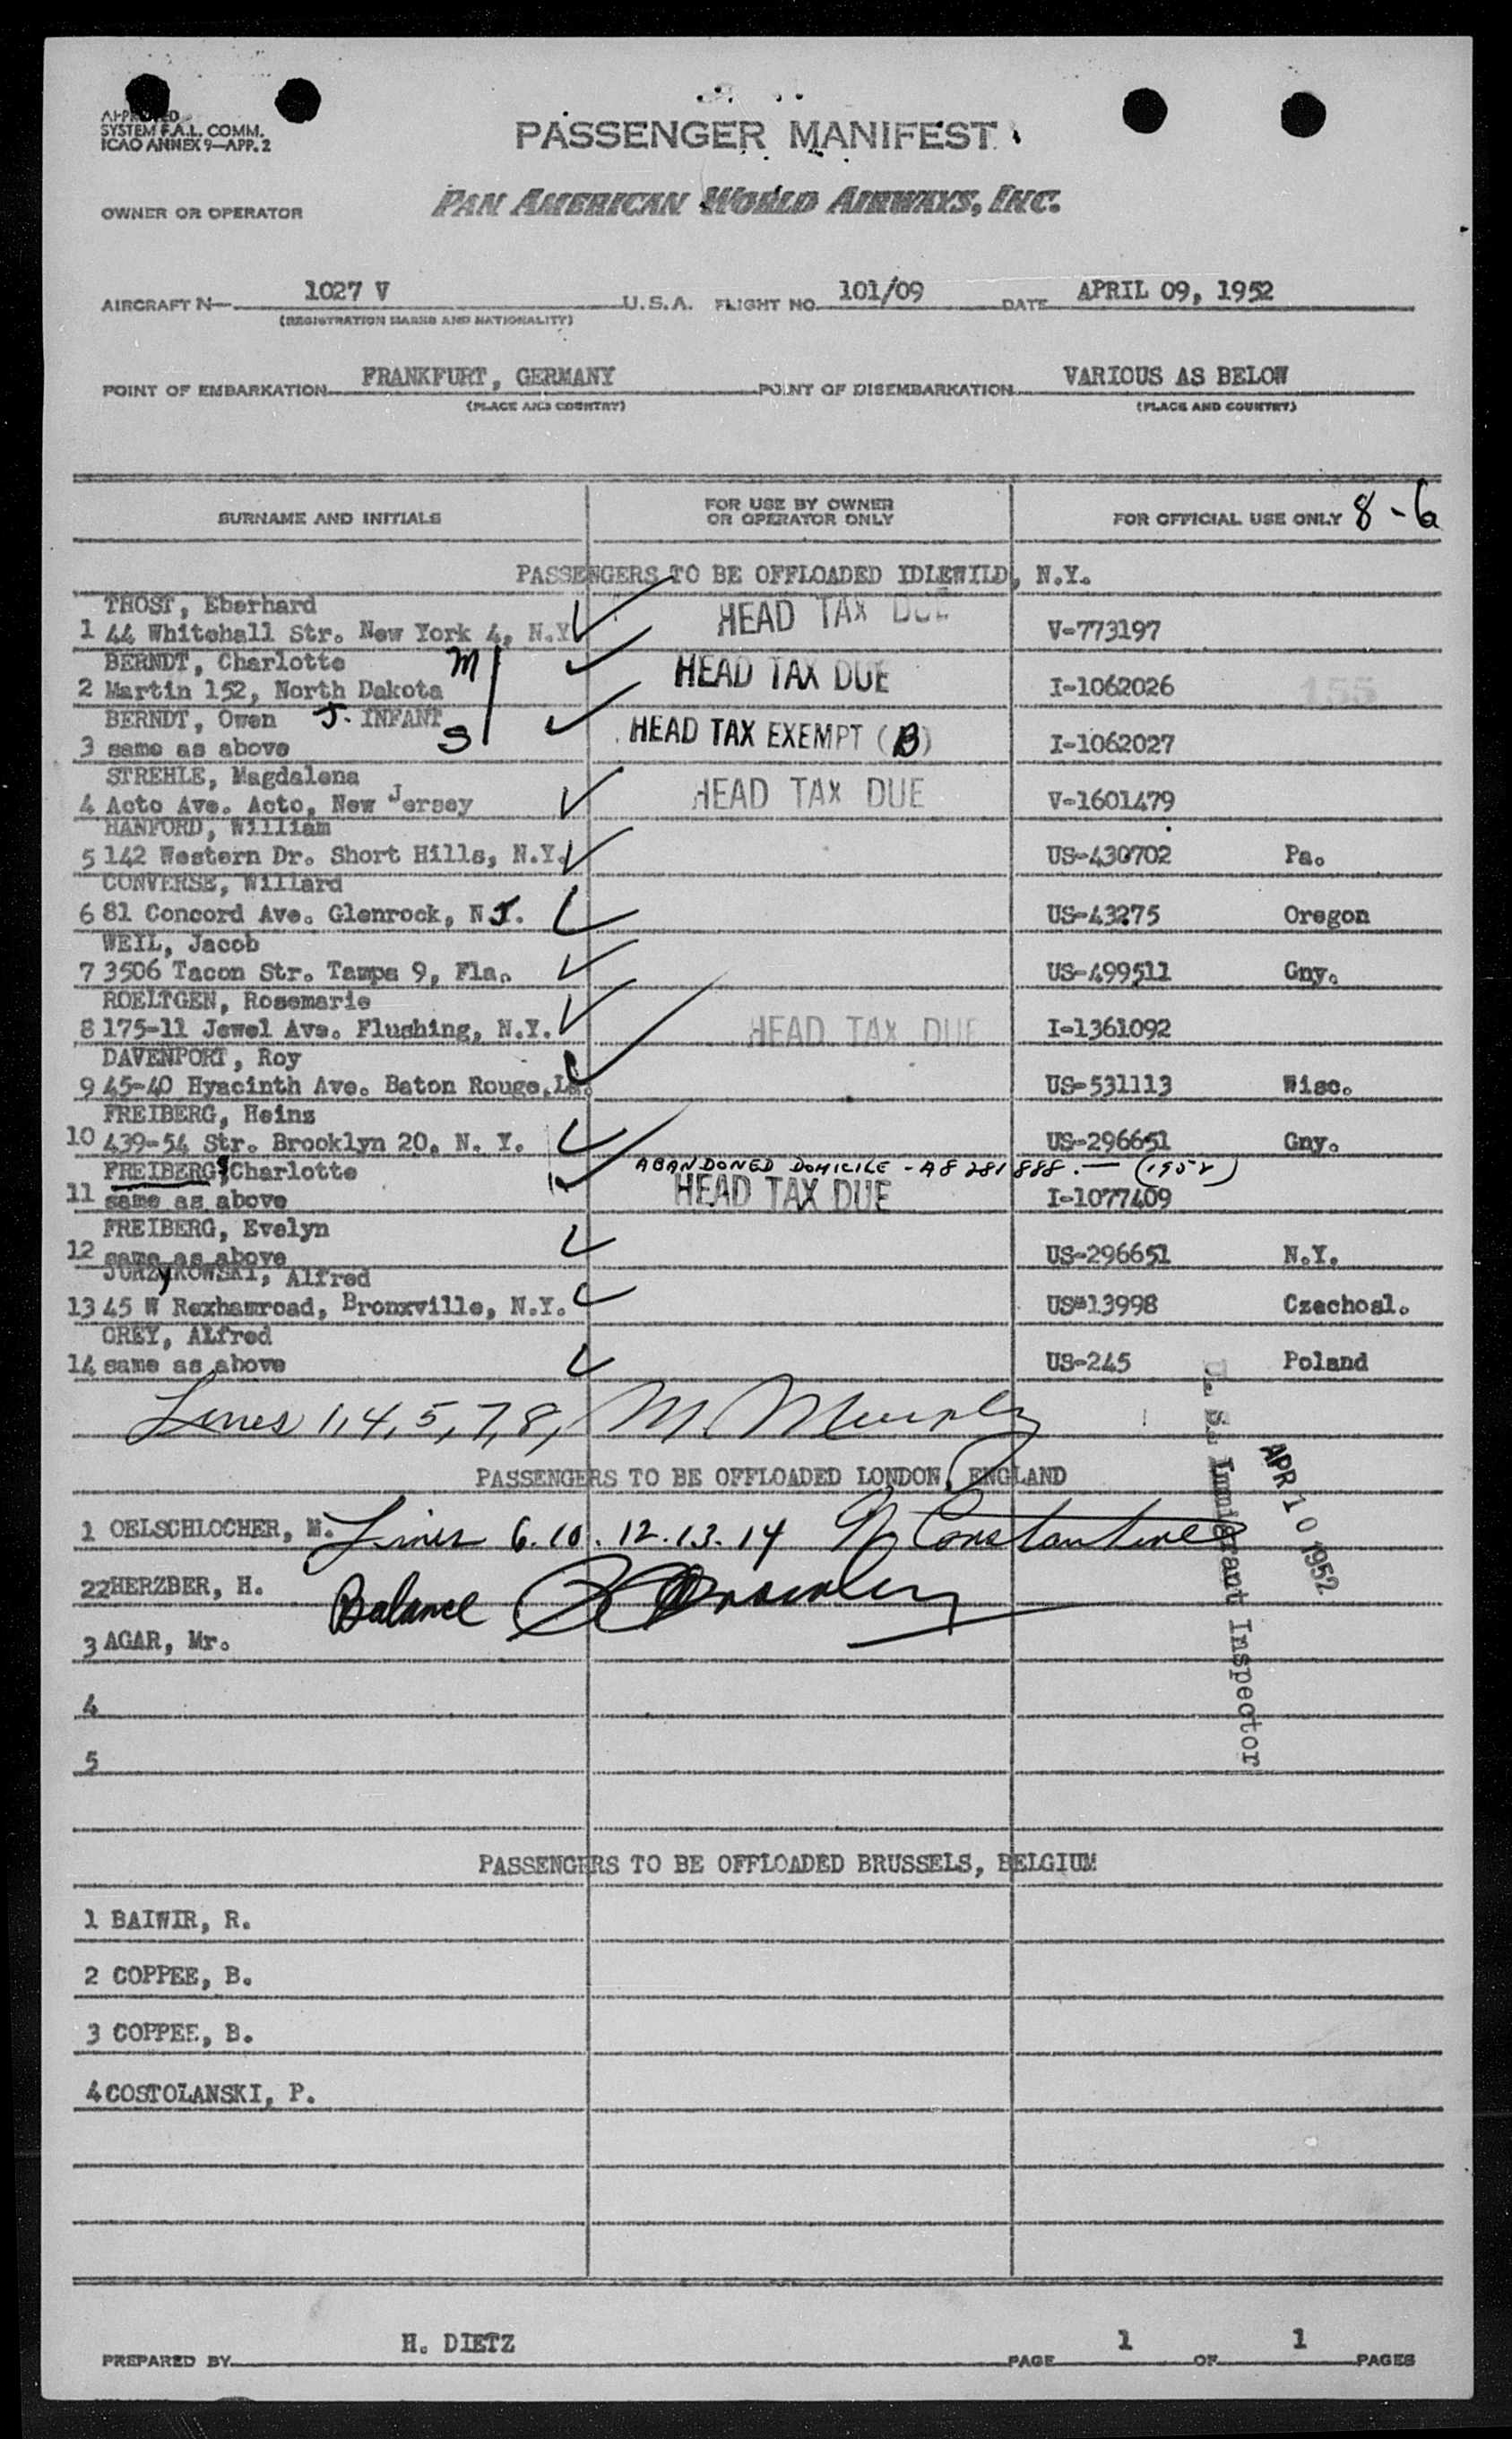 APPROVED
SYSTEM F.A.L. COMM.
ICAO ANNEX 9—APP. 2
PASSENGER MANIFEST
OWNER OR OPERATOR PAN AMERICAN WORLD AIRWAYS, INC.
AIRCRAFT N— 1027 V U.S.A. FLIGHT NO. 101/09 DATE APRIL 09, 1952
(REGISTRATION MARKS AND NATIONALITY)
POINT OF EMBARKATION FRANKFURT, GERMANY POINT OF DISEMBARKATION VARIOUS AS BELOW
(PLACE AND COUNTRY) (PLACE AND COUNTRY)
SURNAME AND INITIALS FOR USE BY OWNER OR OPERATOR ONLY FOR OFFICIAL USE ONLY 8-6
PASSENGERS TO BE OFFLOADED IDLEWILD, N.Y.
THOST, Eberhard HEAD TAX DUE
1 44 Whitehall Str. New York 4, N.Y. V-773197
BERNDT, Charlotte M HEAD TAX DUE
2 Martin 152, North Dakota I-1062026 155
BERNDT, Owen J. INFANT S HEAD TAX EXEMPT (B)
3 same as above I-1062027
STREHLE, Magdalena HEAD TAX DUE
4 Acto Ave. Acto, New Jersey V-1601479
HANFORD, William
5 142 Western Dr. Short Hills, N.Y. US-430702 Pa.
CONVERSE, Willard
6 81 Concord Ave. Glenrock, N.J. US-43275 Oregon
WEIL, Jacob
7 3506 Tacon Str. Tampa 9, Fla. US-499511 Gny.
ROELTGEN, Rosemarie
8 175-11 Jewel Ave. Flushing, N.Y. HEAD TAX DUE I-1361092
DAVENPORT, Roy
9 45-40 Hyacinth Ave. Baton Rouge, La. US-531113 Wisc.
FREIBERG, Heinz
10 439-54 Str. Brooklyn 20, N. Y. US-296651 Gny.
FREIBERG, Charlotte ABANDONED DOMICILE - A8 281 888. — (1952)
11 same as above HEAD TAX DUE I-1077409
FREIBERG, Evelyn
12 same as above US-296651 N.Y.
JURZYKOWSKI, Alfred
13 45 W Rexhamroad, Bronxville, N.Y. US-13998 Czechosl.
GREY, Alfred
14 same as above US-245 Poland
Lines 1, 4, 5, 7, 8, M. Murphy
PASSENGERS TO BE OFFLOADED LONDON, ENGLAND
1 OELSCHLOCHER, M. Lines 6. 10. 12. 13. 14 Constantine
22 HERZBER, H. Balance
3 AGAR, Mr.
4
5
U. S. Immigrant Inspector
APR 10 1952
PASSENGERS TO BE OFFLOADED BRUSSELS, BELGIUM
1 BAIWIR, R.
2 COPPEE, B.
3 COPPEE, B.
4 COSTOLANSKI, P.
PREPARED BY H. DIETZ PAGE 1 OF 1 PAGES